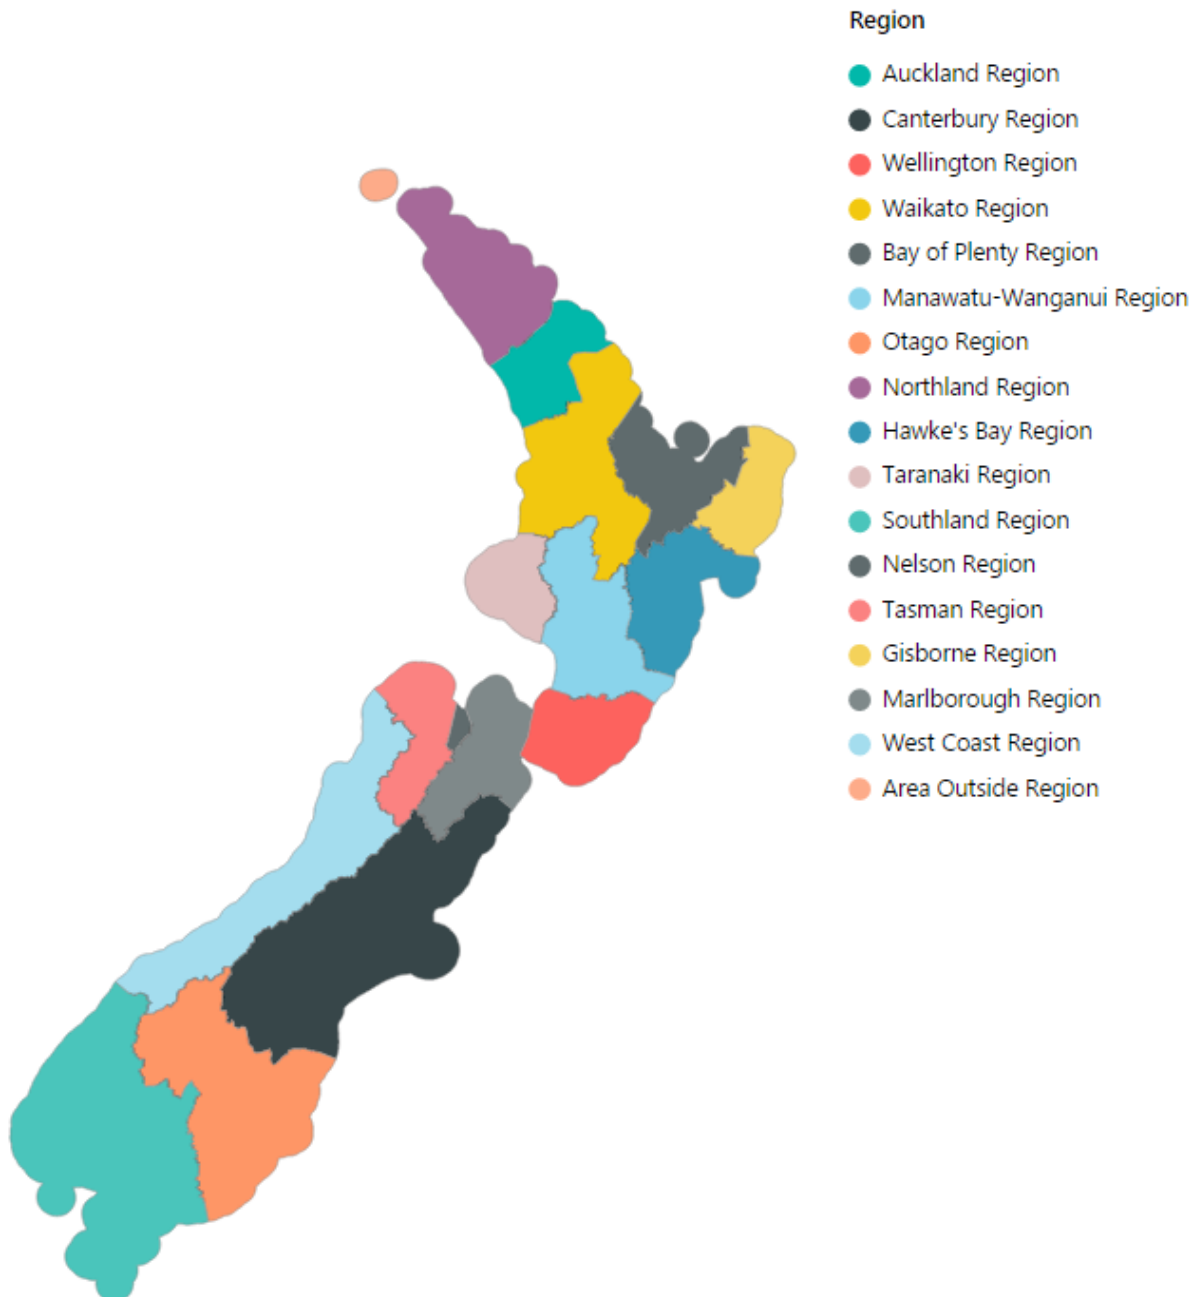 Region
Auckland Region
Canterbury Region
Wellington Region
Waikato Region
Bay of Plenty Region
Manawatu-Wanganui Region
Otago Region
Northland Region
Hawke's Bay Region
Taranaki Region
Southland Region
Nelson Region
Tasman Region
Gisborne Region
Marlborough Region
West Coast Region
Area Outside Region